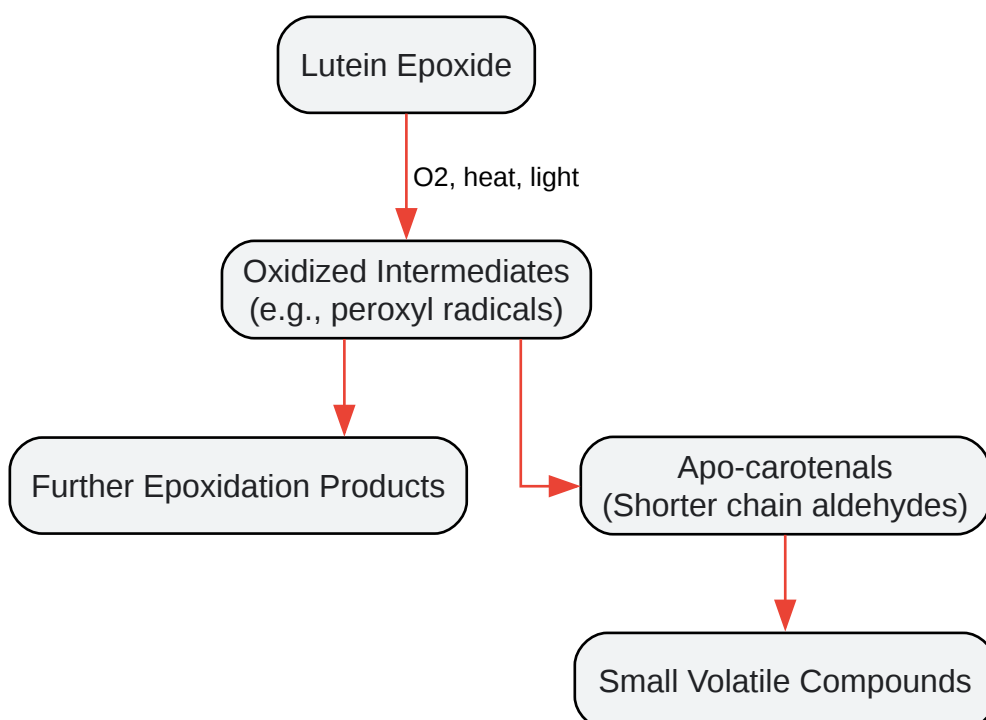 Lutein Epoxide
O2, heat, light
Oxidized Intermediates
(e.g., peroxyl radicals)
Further Epoxidation Products
Apo-carotenals
(Shorter chain aldehydes)
Small Volatile Compounds